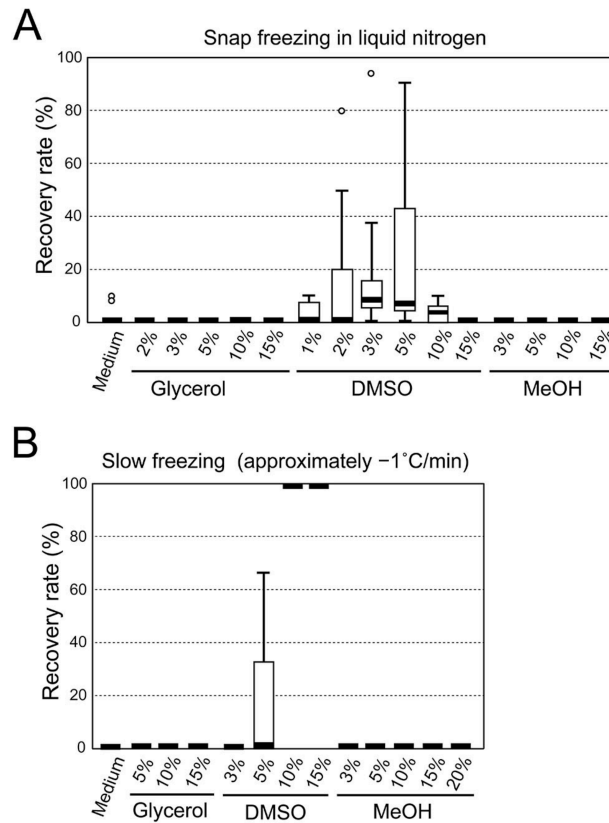 A
Snap freezing in liquid nitrogen
Recovery rate (%)
100
80
60
40
20
0
Medium 2% 3% 5% 10% 15% 1% 2% 3% 5% 10% 15% 3% 5% 10% 15%
Glycerol DMSO MeOH
B
Slow freezing (approximately −1˚C/min)
Recovery rate (%)
100
80
60
40
20
0
Medium 5% 10% 15% 3% 5% 10% 15% 3% 5% 10% 15% 20%
Glycerol DMSO MeOH